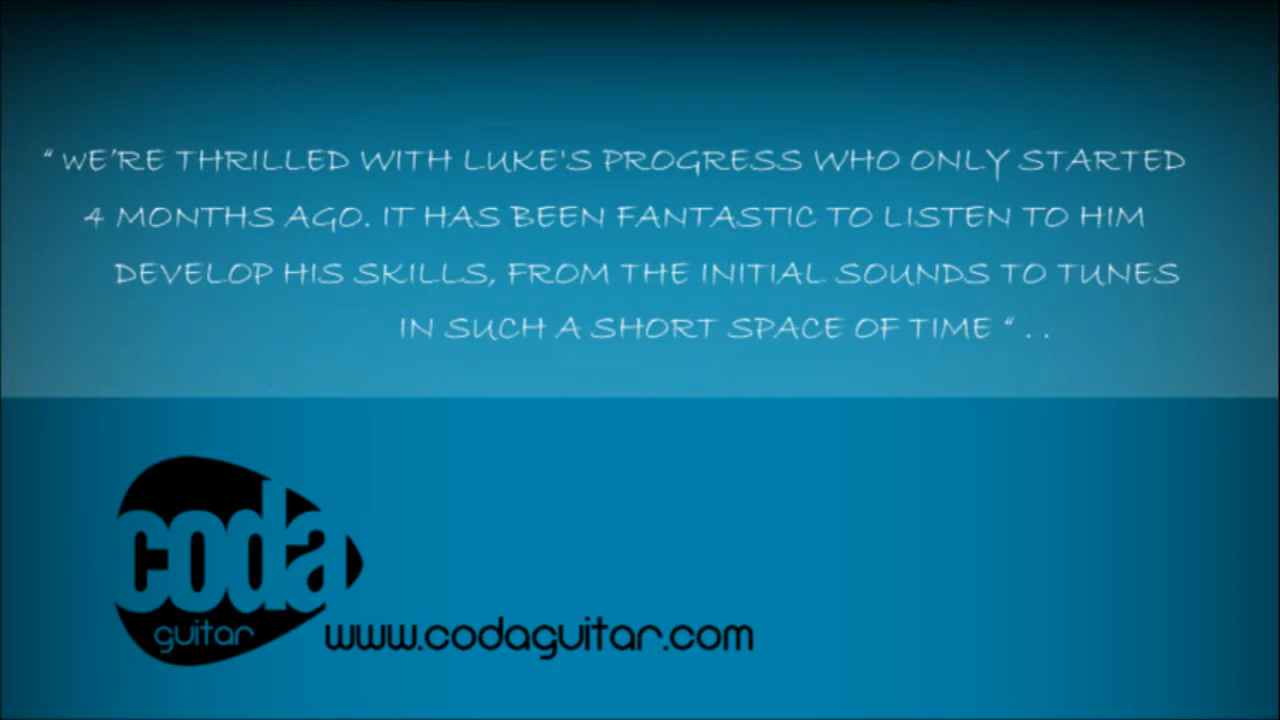 “ WE’RE THRILLED WITH LUKE'S PROGRESS WHO ONLY STARTED
4 MONTHS AGO. IT HAS BEEN FANTASTIC TO LISTEN TO HIM
DEVELOP HIS SKILLS, FROM THE INITIAL SOUNDS TO TUNES
IN SUCH A SHORT SPACE OF TIME “ . .
coda
guitar
www.codaguitar.com